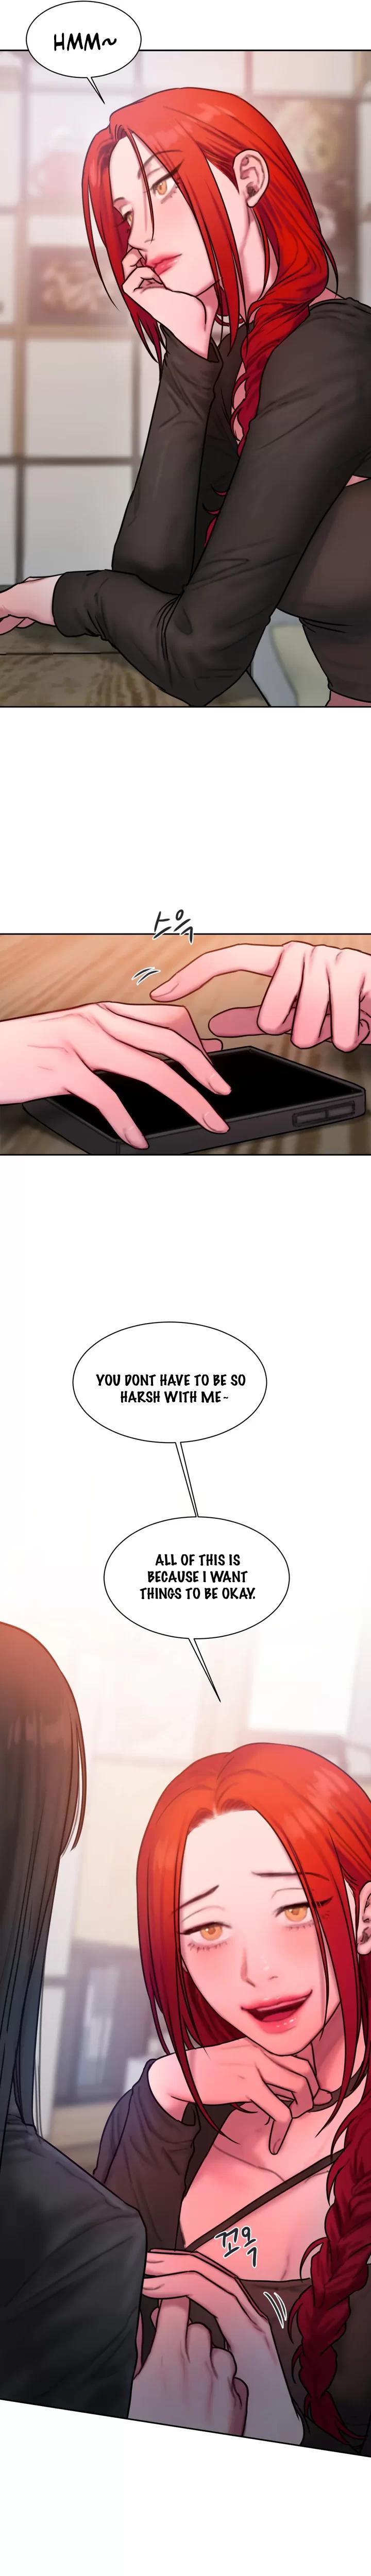 HMM~
스윽
YOU DONT HAVE TO BE SO
HARSH WITH ME~
ALL OF THIS IS
BECAUSE I WANT
THINGS TO BE OKAY.
꼬옥